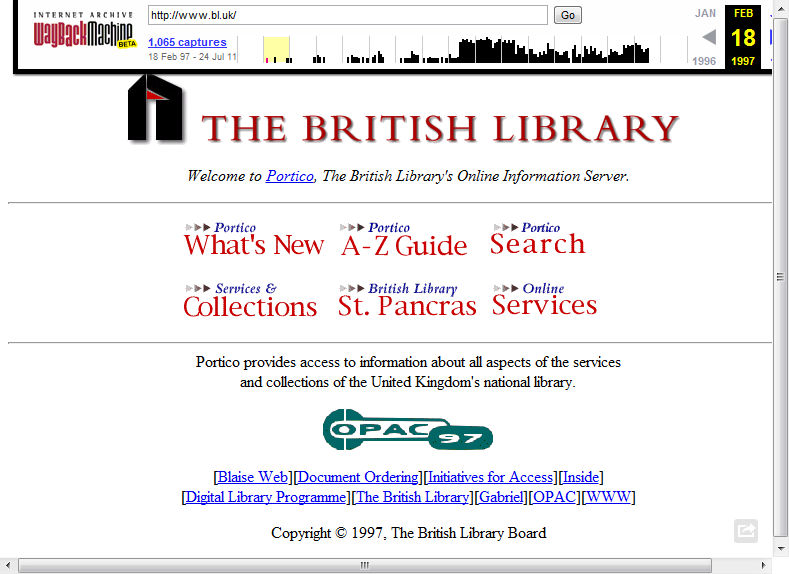 INTERNET ARCHIVE
WayBackMachine
BETA
http://www.bl.uk/
Go
JAN
FEB
1,065 captures
18
18 Feb 97 - 24 Jul 11
1996
1997
THE BRITISH LIBRARY
Welcome to Portico, The British Library's Online Information Server.
Portico Portico Portico
What's New A-Z Guide Search
Services & British Library Online
Collections St. Pancras Services
Portico provides access to information about all aspects of the services
and collections of the United Kingdom's national library.
OPAC 97
[Blaise Web][Document Ordering][Initiatives for Access][Inside]
[Digital Library Programme][The British Library][Gabriel][OPAC][WWW]
Copyright © 1997, The British Library Board